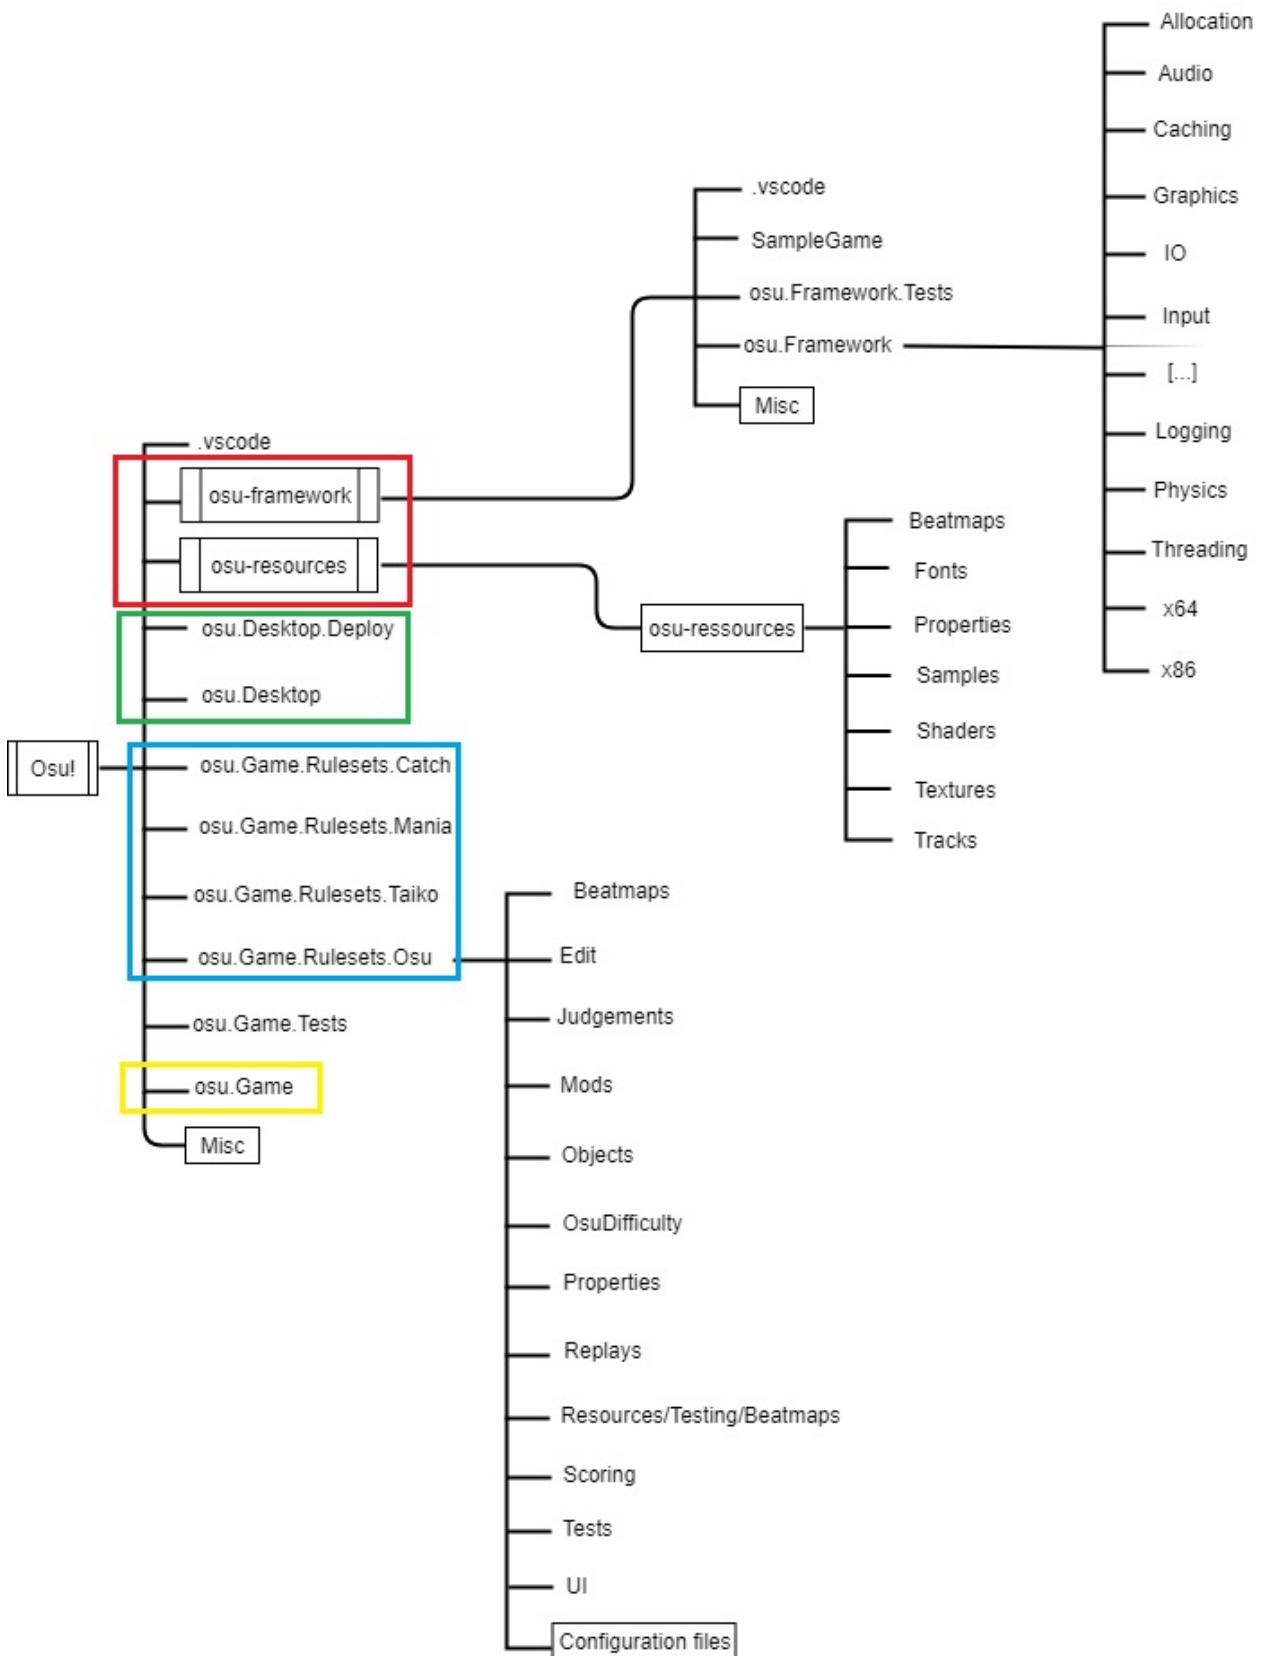 Osu!
.vscode
osu-framework
osu-resources
osu.Desktop.Deploy
osu.Desktop
osu.Game.Rulesets.Catch
osu.Game.Rulesets.Mania
osu.Game.Rulesets.Taiko
osu.Game.Rulesets.Osu
osu.Game.Tests
osu.Game
Misc
.vscode
SampleGame
osu.Framework.Tests
osu.Framework
Misc
Allocation
Audio
Caching
Graphics
IO
Input
[...]
Logging
Physics
Threading
x64
x86
osu-ressources
Beatmaps
Fonts
Properties
Samples
Shaders
Textures
Tracks
Beatmaps
Edit
Judgements
Mods
Objects
OsuDifficulty
Properties
Replays
Resources/Testing/Beatmaps
Scoring
Tests
UI
Configuration files